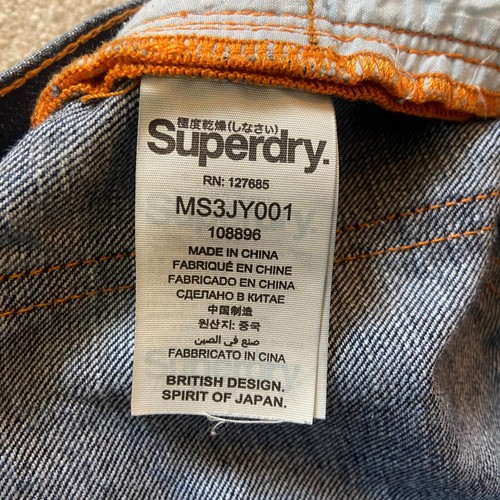 極度乾燥(しなさい)
Superdry.
RN: 127685
MS3JY001
108896
MADE IN CHINA
FABRIQUÉ EN CHINE
FABRICADO EN CHINA
СДЕЛАНО В КИТАЕ
中国制造
원산지: 중국
صنع في الصين
FABBRICATO IN CINA
BRITISH DESIGN.
SPIRIT OF JAPAN.